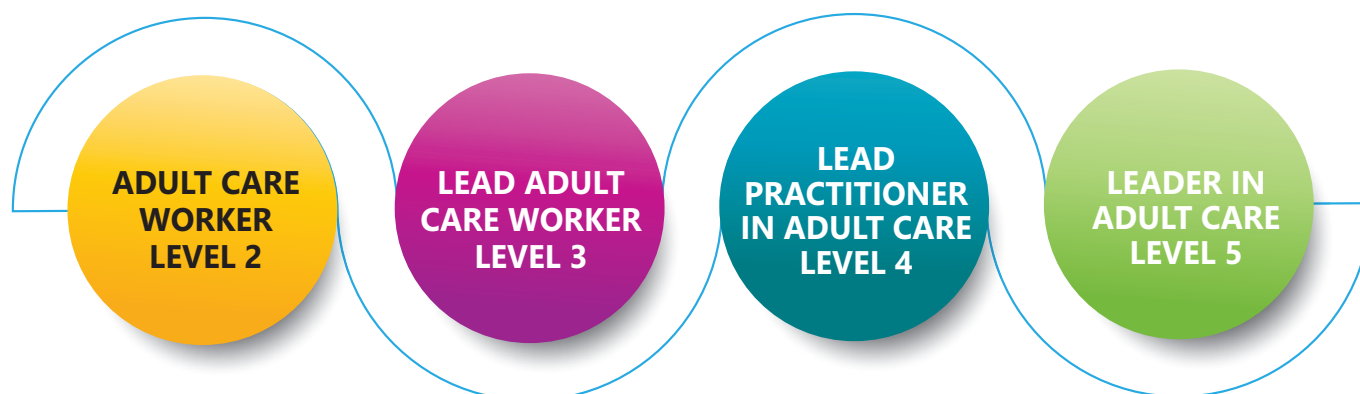 ADULT CARE
WORKER
LEVEL 2
LEAD ADULT
CARE WORKER
LEVEL 3
LEAD
PRACTITIONER
IN ADULT CARE
LEVEL 4
LEADER IN
ADULT CARE
LEVEL 5